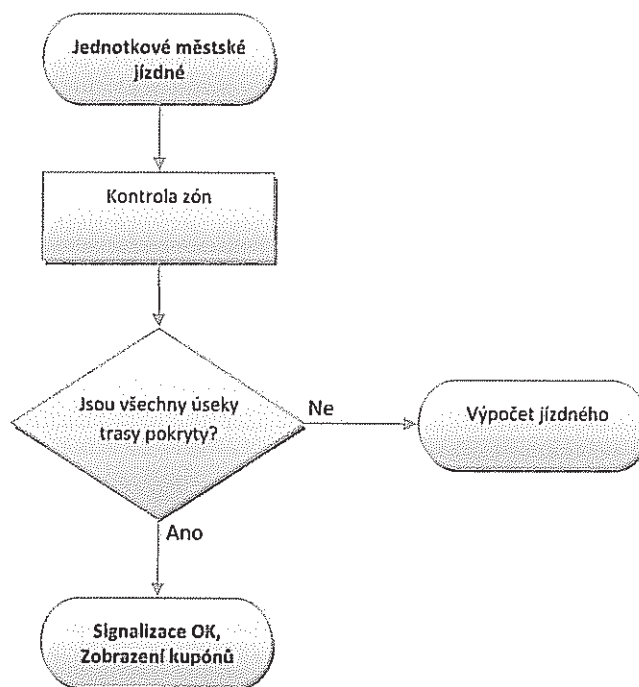 Jednotkové městské
jízdné
Kontrola zón
Jsou všechny úseky
trasy pokryty?
Ne
Výpočet jízdného
Ano
Signalizace OK,
Zobrazení kupónů